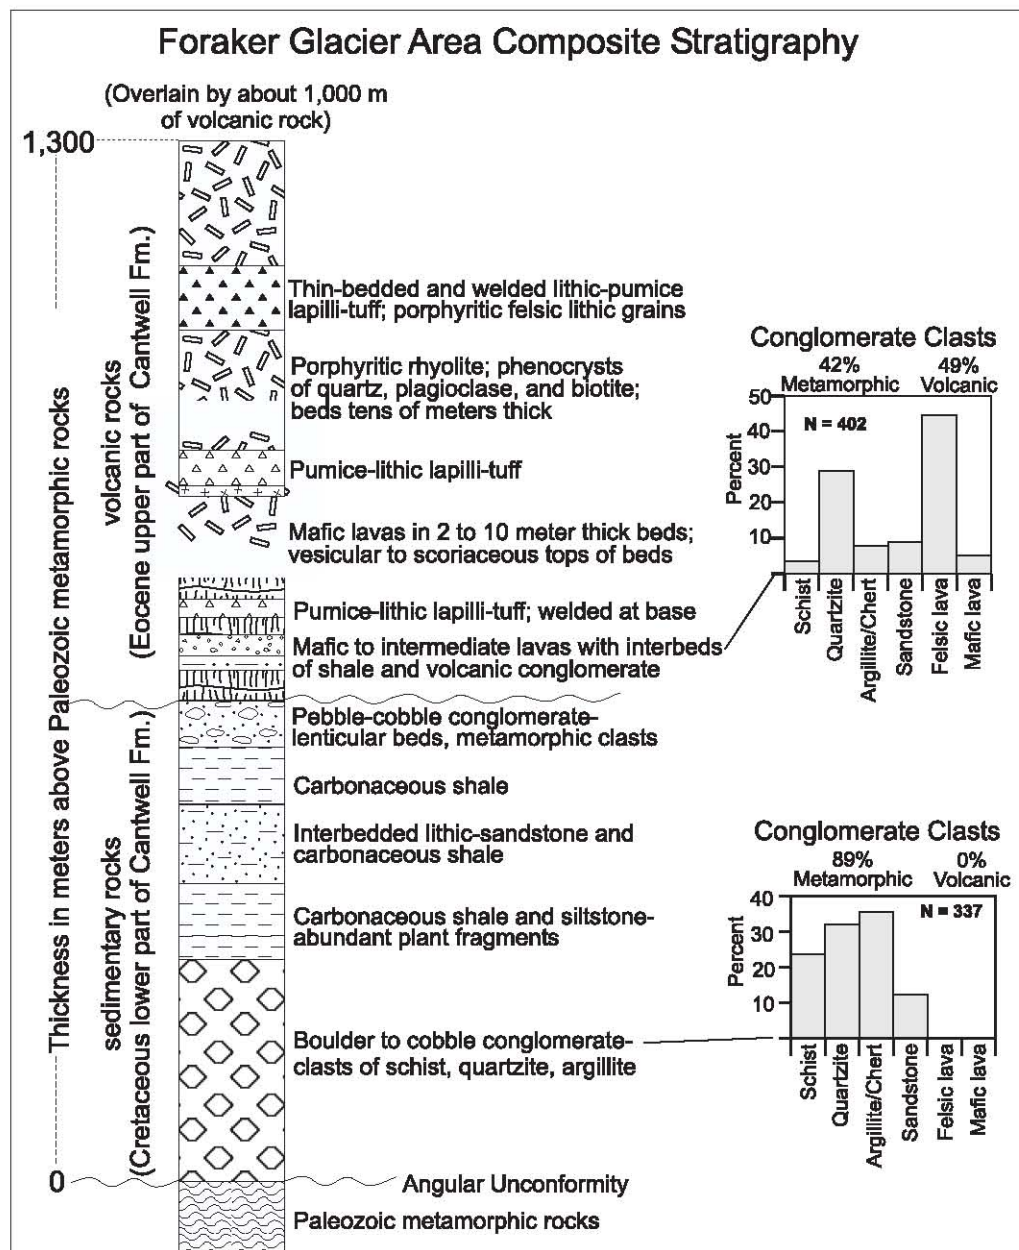 Foraker Glacier Area Composite Stratigraphy
(Overlain by about 1,000 m
of volcanic rock)
1,300
Thickness in meters above Paleozoic metamorphic rocks
0
volcanic rocks
(Eocene upper part of Cantwell Fm.)
sedimentary rocks
(Cretaceous lower part of Cantwell Fm.)
Thin-bedded and welded lithic-pumice
lapilli-tuff; porphyritic felsic lithic grains
Porphyritic rhyolite; phenocrysts
of quartz, plagioclase, and biotite;
beds tens of meters thick
Pumice-lithic lapilli-tuff
Mafic lavas in 2 to 10 meter thick beds;
vesicular to scoriaceous tops of beds
Pumice-lithic lapilli-tuff; welded at base
Mafic to intermediate lavas with interbeds
of shale and volcanic conglomerate
Pebble-cobble conglomerate-
lenticular beds, metamorphic clasts
Carbonaceous shale
Interbedded lithic-sandstone and
carbonaceous shale
Carbonaceous shale and siltstone-
abundant plant fragments
Boulder to cobble conglomerate-
clasts of schist, quartzite, argillite
Angular Unconformity
Paleozoic metamorphic rocks
Conglomerate Clasts
42% 49%
Metamorphic Volcanic
N = 402
Percent
50
40
30
20
10
Schist
Quartzite
Argillite/Chert
Sandstone
Felsic lava
Mafic lava
Conglomerate Clasts
89% 0%
Metamorphic Volcanic
N = 337
Percent
40
30
20
10
Schist
Quartzite
Argillite/Chert
Sandstone
Felsic lava
Mafic lava